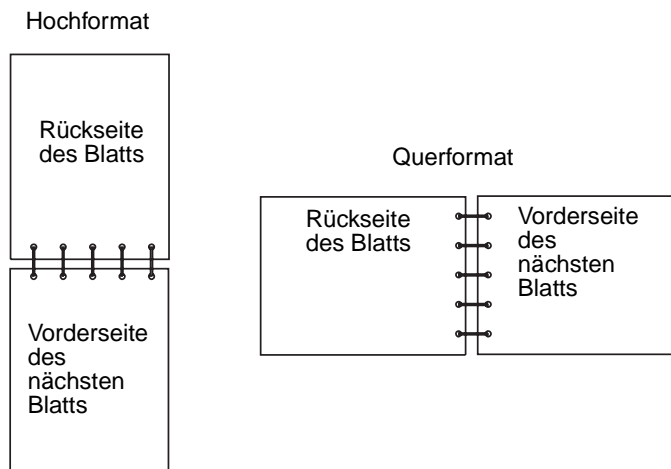 Hochformat
Rückseite
des Blatts
Vorderseite
des
nächsten
Blatts
Querformat
Rückseite
des Blatts
Vorderseite
des
nächsten
Blatts